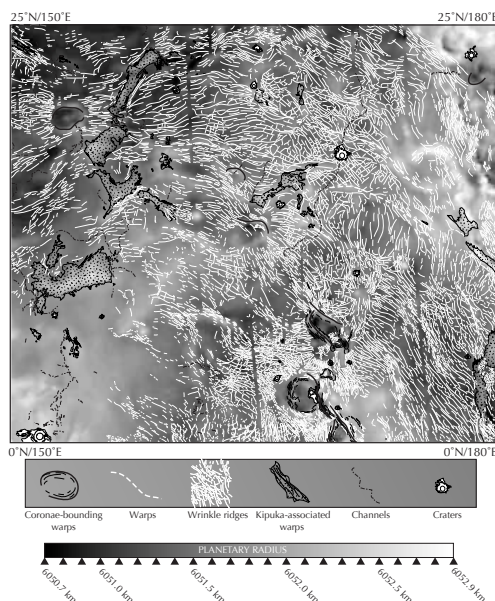 25°N/150°E
25°N/180°E
0°N/150°E
0°N/180°E
Coronae-bounding
warps
Warps
Wrinkle ridges
Kipuka-associated
warps
Channels
Craters
PLANETARY RADIUS
6050.7 km
6051.0 km
6051.5 km
6052.0 km
6052.5 km
6052.9 km